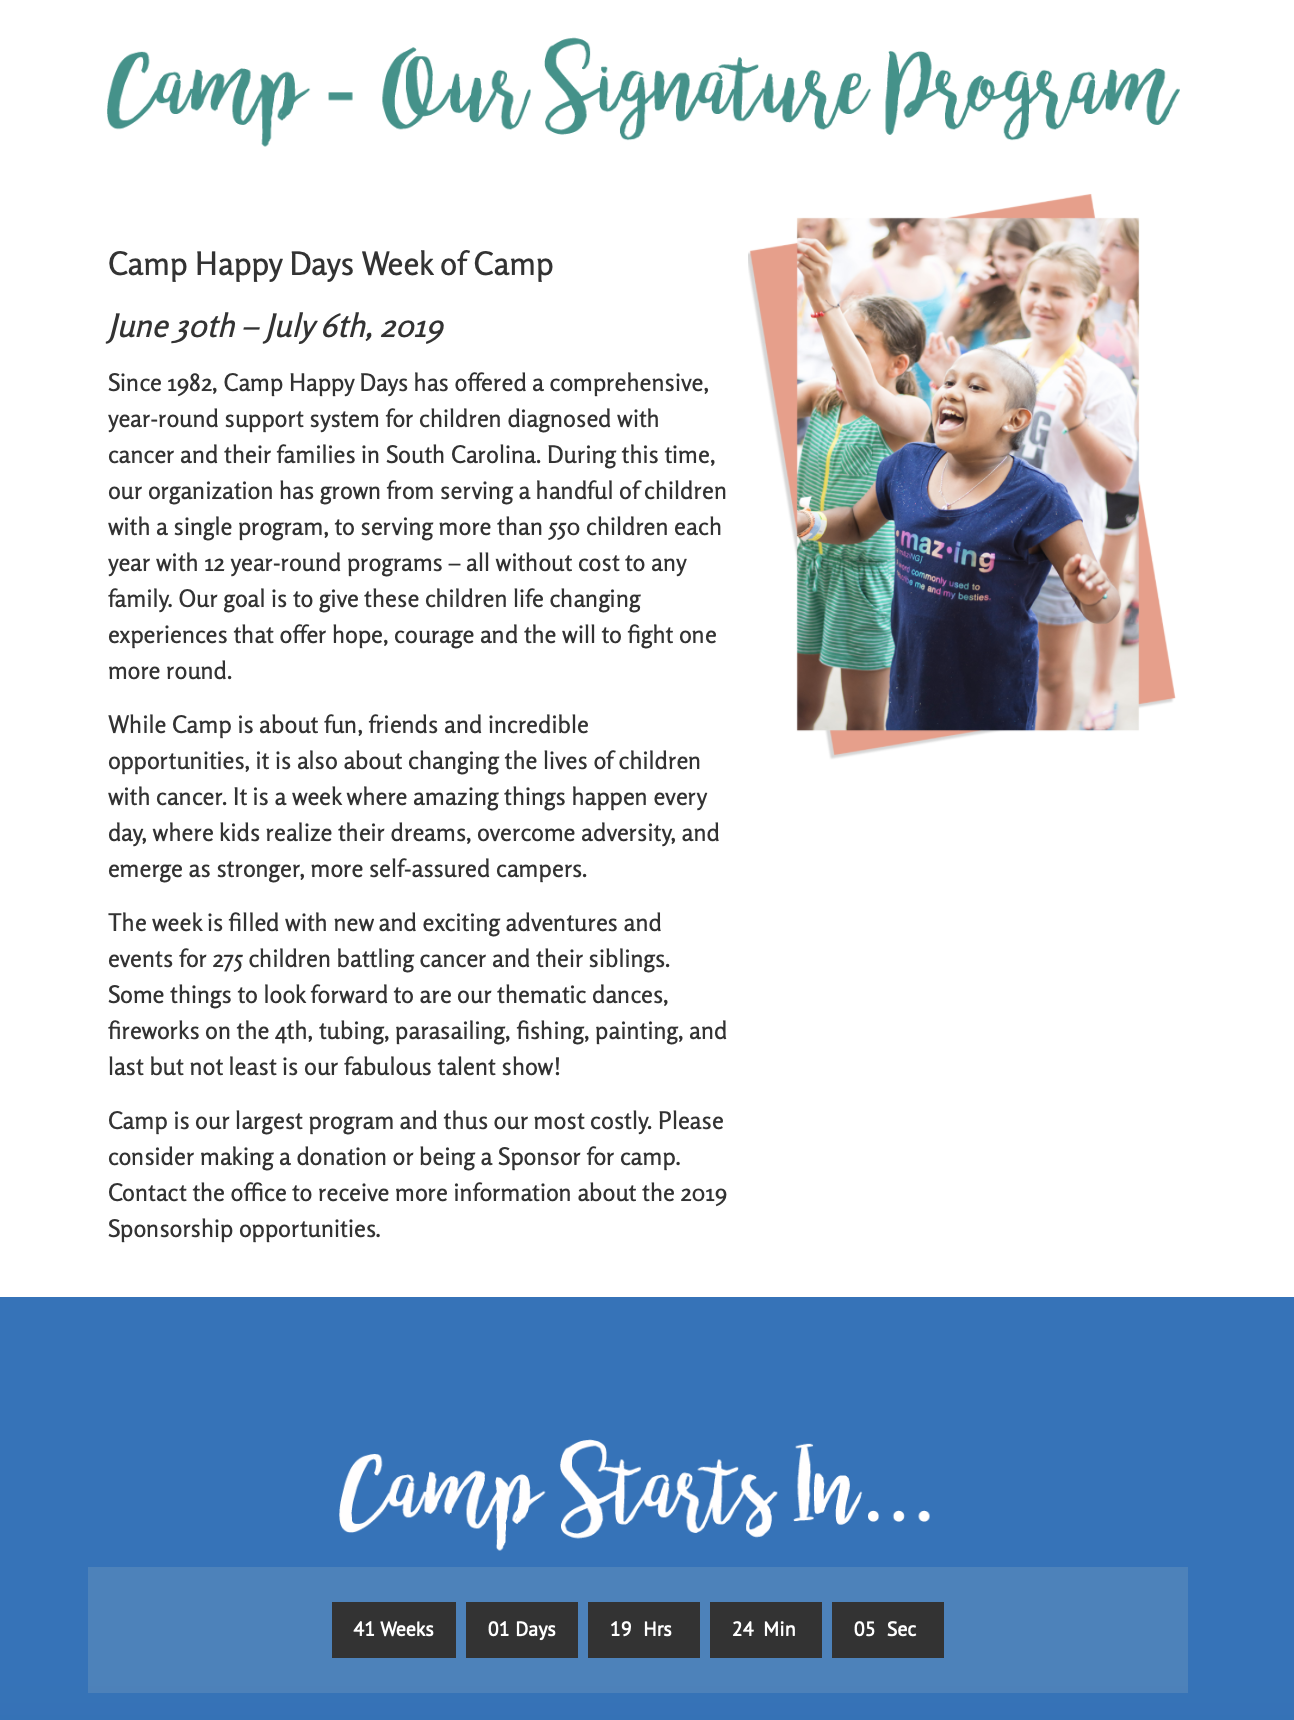 Camp - Our Signature Program
Camp Happy Days Week of Camp
June 30th – July 6th, 2019
Since 1982, Camp Happy Days has offered a comprehensive,
year-round support system for children diagnosed with
cancer and their families in South Carolina. During this time,
our organization has grown from serving a handful of children
with a single program, to serving more than 550 children each
year with 12 year-round programs – all without cost to any
family. Our goal is to give these children life changing
experiences that offer hope, courage and the will to fight one
more round.
While Camp is about fun, friends and incredible
opportunities, it is also about changing the lives of children
with cancer. It is a week where amazing things happen every
day, where kids realize their dreams, overcome adversity, and
emerge as stronger, more self-assured campers.
The week is filled with new and exciting adventures and
events for 275 children battling cancer and their siblings.
Some things to look forward to are our thematic dances,
fireworks on the 4th, tubing, parasailing, fishing, painting, and
last but not least is our fabulous talent show!
Camp is our largest program and thus our most costly. Please
consider making a donation or being a Sponsor for camp.
Contact the office to receive more information about the 2019
Sponsorship opportunities.
•maz•ing
word commonly used to
me and my besties.
Camp Starts In...
41 Weeks 01 Days 19 Hrs 24 Min 05 Sec